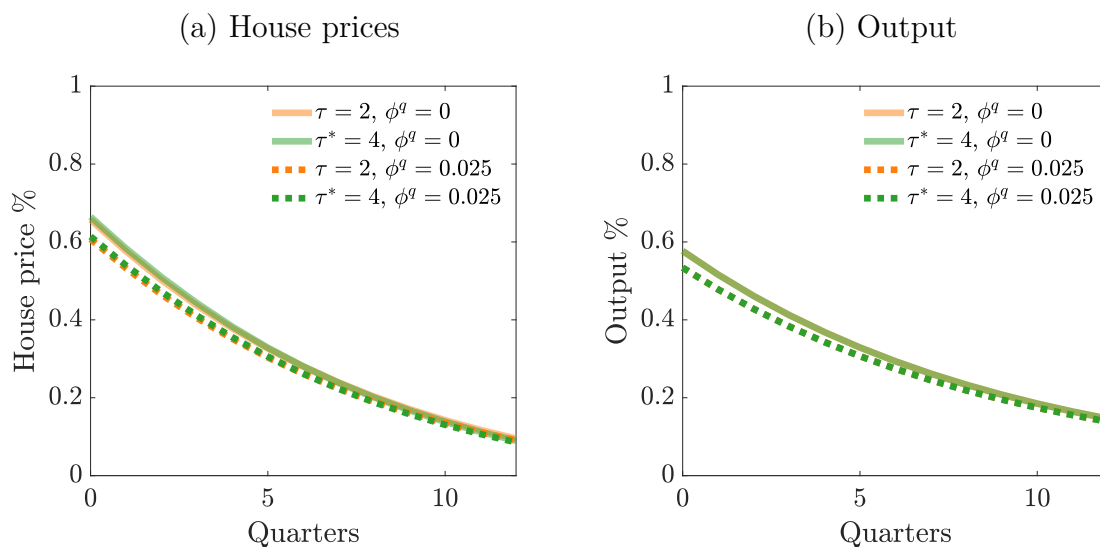 (a) House prices
1
0.8
0.6
0.4
0.2
0
0
5
10
House price %
Quarters
τ = 2, ϕ^q = 0
τ* = 4, ϕ^q = 0
τ = 2, ϕ^q = 0.025
τ* = 4, ϕ^q = 0.025
(b) Output
1
0.8
0.6
0.4
0.2
0
0
5
10
Output %
Quarters
τ = 2, ϕ^q = 0
τ* = 4, ϕ^q = 0
τ = 2, ϕ^q = 0.025
τ* = 4, ϕ^q = 0.025